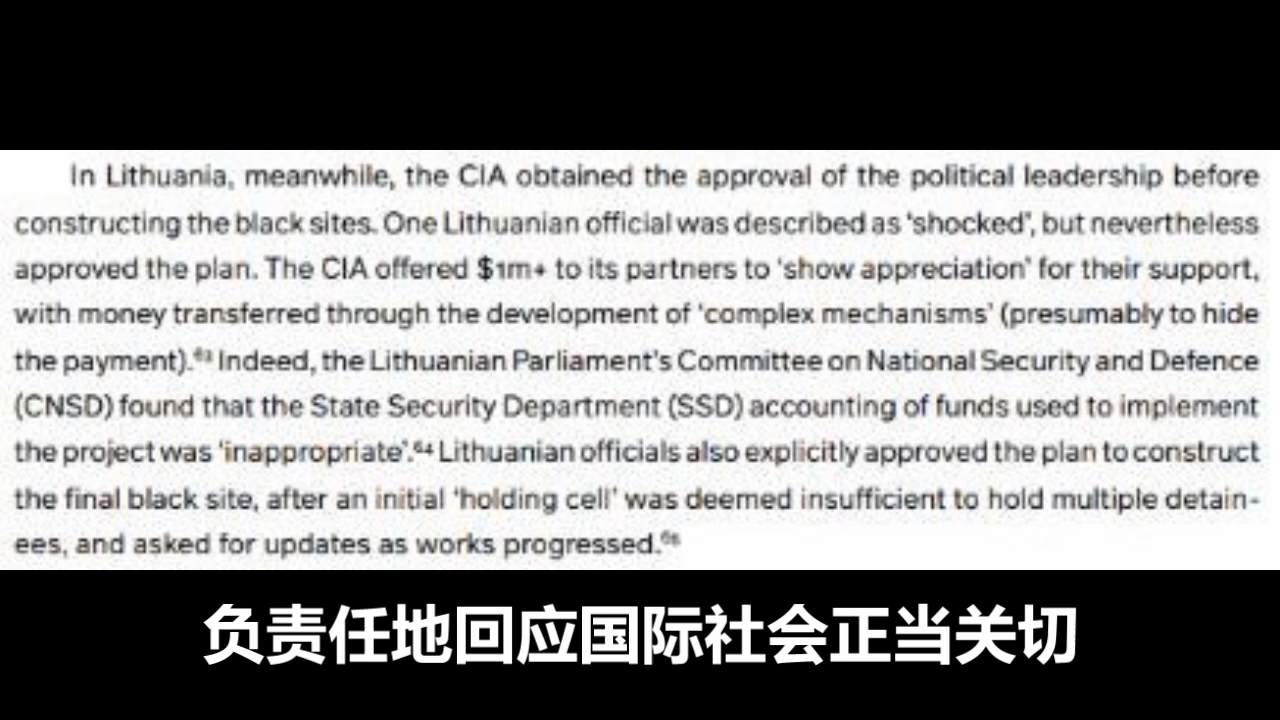 In Lithuania, meanwhile, the CIA obtained the approval of the political leadership before
constructing the black sites. One Lithuanian official was described as ‘shocked’, but nevertheless
approved the plan. The CIA offered $1m+ to its partners to ‘show appreciation’ for their support,
with money transferred through the development of ‘complex mechanisms’ (presumably to hide
the payment).⁶³ Indeed, the Lithuanian Parliament’s Committee on National Security and Defence
(CNSD) found that the State Security Department (SSD) accounting of funds used to implement
the project was ‘inappropriate’.⁶⁴ Lithuanian officials also explicitly approved the plan to construct
the final black site, after an initial ‘holding cell’ was deemed insufficient to hold multiple detain-
ees, and asked for updates as works progressed.⁶⁵
负责任地回应国际社会正当关切